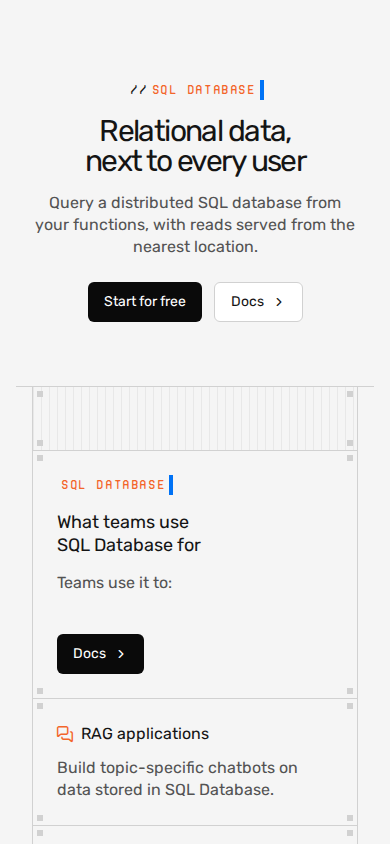 // SQL DATABASE
Relational data,
next to every user
Query a distributed SQL database from
your functions, with reads served from the
nearest location.
Start for free
Docs
SQL DATABASE
What teams use
SQL Database for
Teams use it to:
Docs
RAG applications
Build topic-specific chatbots on
data stored in SQL Database.